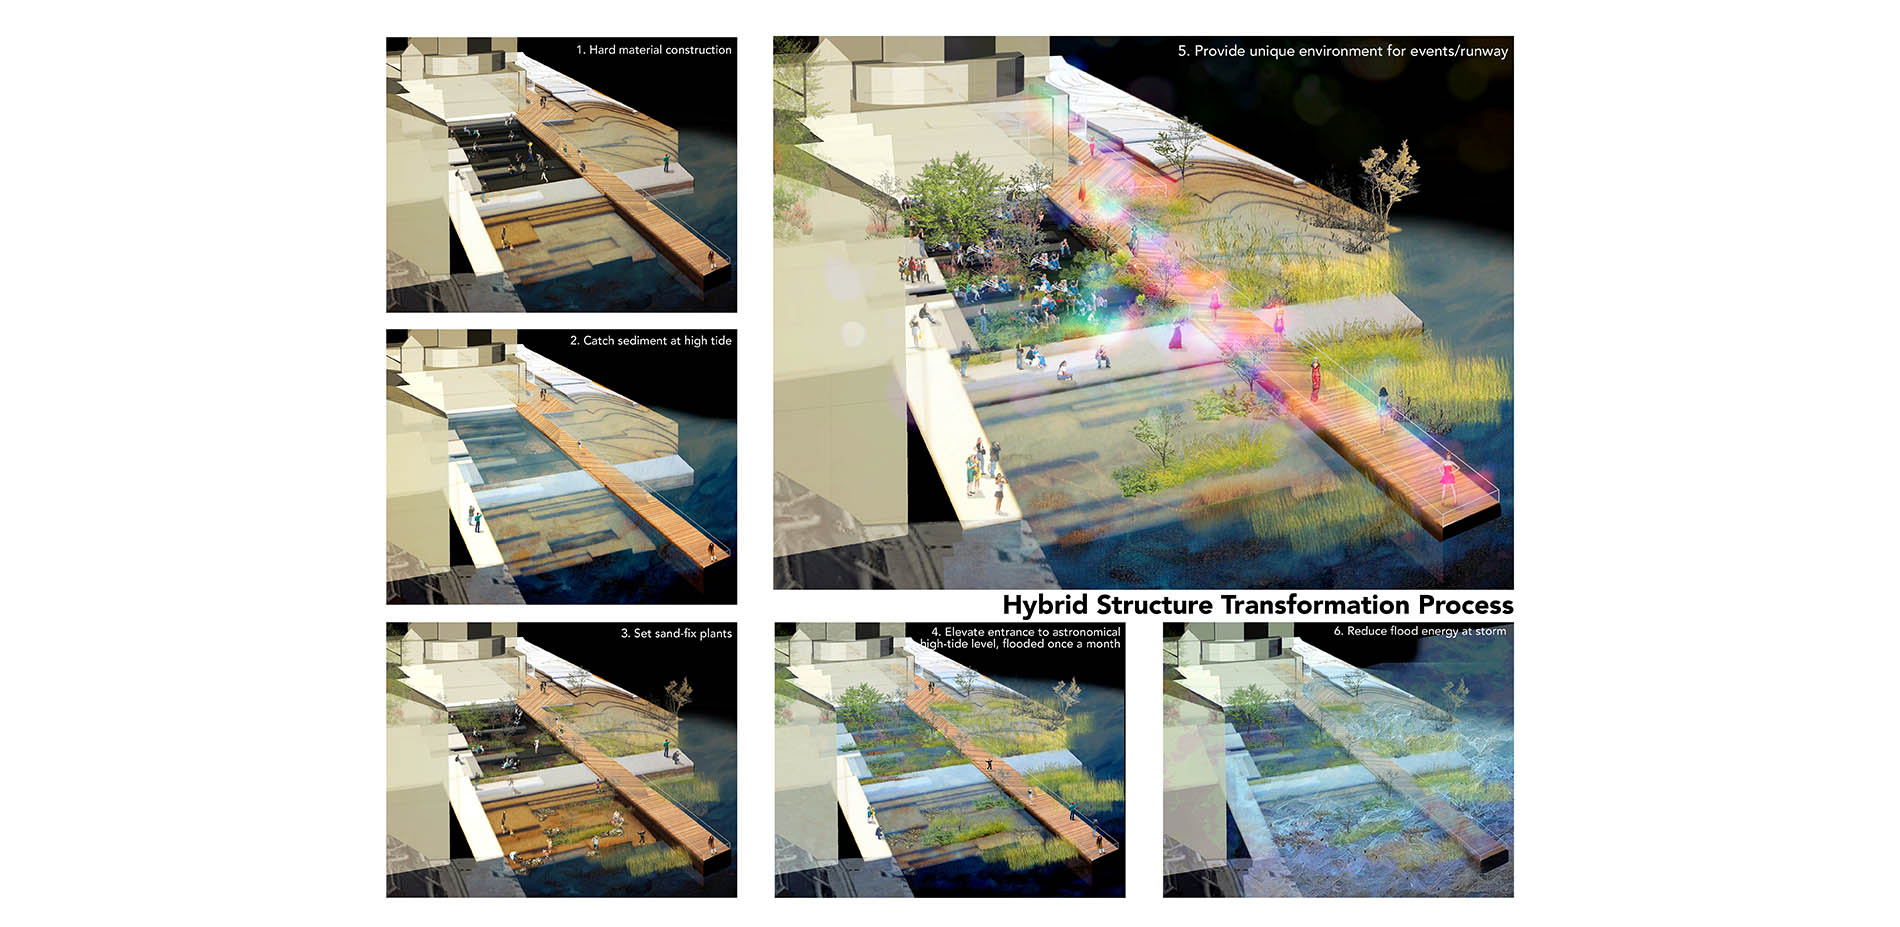 1. Hard material construction
2. Catch sediment at high tide
3. Set sand-fix plants
5. Provide unique environment for events/runway
Hybrid Structure Transformation Process
4. Elevate entrance to astronomical
high-tide level, flooded once a month
6. Reduce flood energy at storm